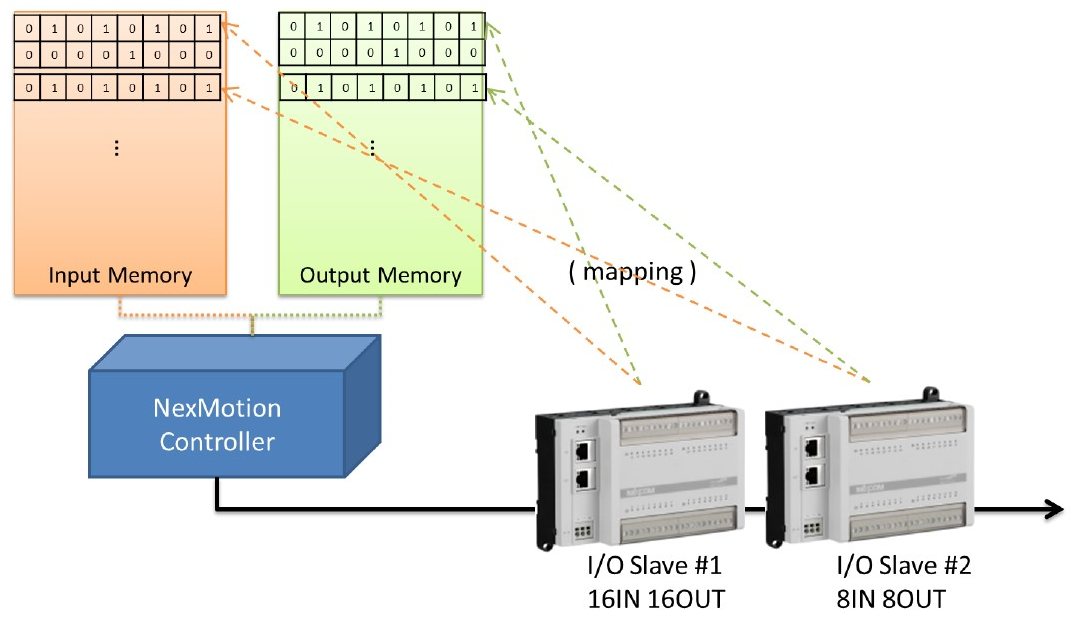 0 1 0 1 0 1 0 1
0 0 0 0 1 0 0 0
0 1 0 1 0 1 0 1
⋮
Input Memory
0 1 0 1 0 1 0 1
0 0 0 0 1 0 0 0
0 1 0 1 0 1 0 1
⋮
Output Memory
( mapping )
NexMotion
Controller
NEXCOM
NEXCOM
I/O Slave #1
16IN 16OUT
I/O Slave #2
8IN 8OUT